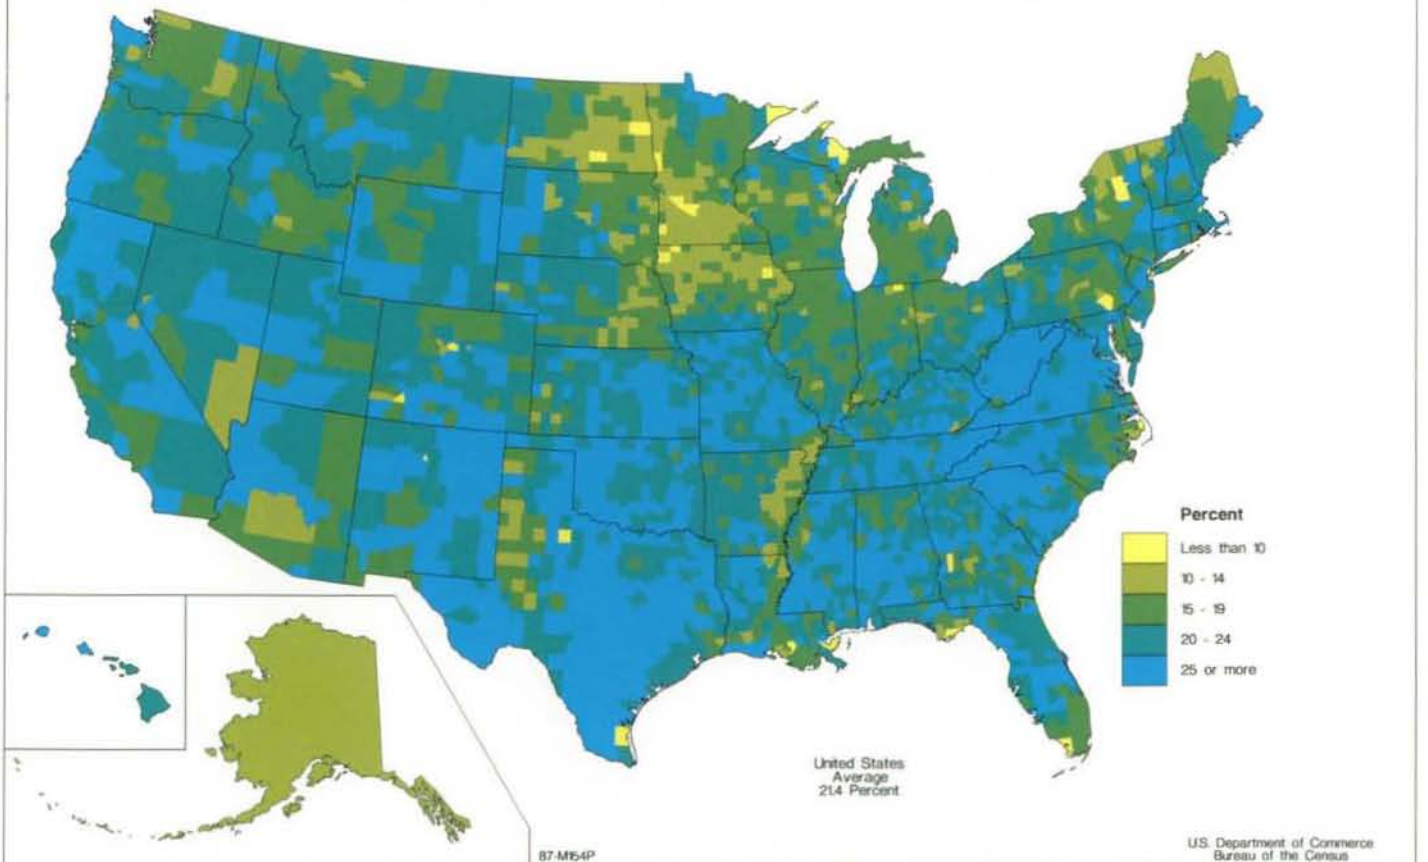 Percent
Less than 10
10 - 14
15 - 19
20 - 24
25 or more
United States
Average
21.4 Percent
87-M154P
U.S. Department of Commerce
Bureau of the Census